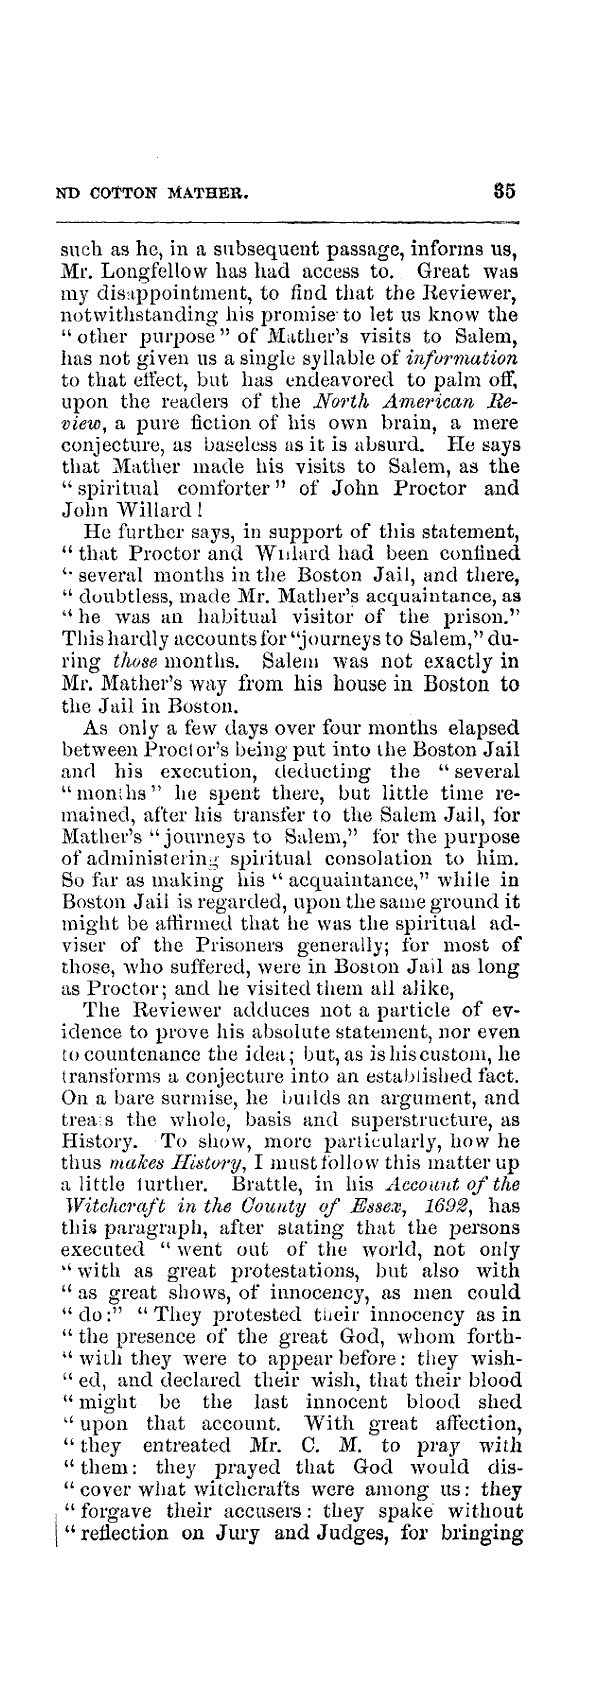 ND COTTON MATHER. 35
such as he, in a subsequent passage, informs us,
Mr. Longfellow has had access to. Great was
my disappointment, to find that the Reviewer,
notwithstanding his promise to let us know the
“ other purpose” of Mather's visits to Salem,
has not given us a single syllable of information
to that effect, but has endeavored to palm off,
upon the readers of the North American Re-
view, a pure fiction of his own brain, a mere
conjecture, as baseless as it is absurd. He says
that Mather made his visits to Salem, as the
“ spiritual comforter” of John Proctor and
John Willard!
He further says, in support of this statement,
“ that Proctor and Willard had been confined
“ several months in the Boston Jail, and there,
“ doubtless, made Mr. Mather's acquaintance, as
“ he was an habitual visitor of the prison.”
This hardly accounts for “journeys to Salem,” du-
ring those months. Salem was not exactly in
Mr. Mather's way from his house in Boston to
the Jail in Boston.
As only a few days over four months elapsed
between Proctor's being put into the Boston Jail
and his execution, deducting the “ several
“ months” he spent there, but little time re-
mained, after his transfer to the Salem Jail, for
Mather's “ journeys to Salem,” for the purpose
of administering spiritual consolation to him.
So far as making his “ acquaintance,” while in
Boston Jail is regarded, upon the same ground it
might be affirmed that he was the spiritual ad-
viser of the Prisoners generally; for most of
those, who suffered, were in Boston Jail as long
as Proctor; and he visited them all alike,
The Reviewer adduces not a particle of ev-
idence to prove his absolute statement, nor even
to countenance the idea; but, as is his custom, he
transforms a conjecture into an established fact.
On a bare surmise, he builds an argument, and
treats the whole, basis and superstructure, as
History. To show, more particularly, how he
thus makes History, I must follow this matter up
a little further. Brattle, in his Account of the
Witchcraft in the County of Essex, 1692, has
this paragraph, after stating that the persons
executed “ went out of the world, not only
“ with as great protestations, but also with
“ as great shows, of innocency, as men could
“ do:” “ They protested their innocency as in
“ the presence of the great God, whom forth-
“ with they were to appear before: they wish-
“ ed, and declared their wish, that their blood
“ might be the last innocent blood shed
“ upon that account. With great affection,
“ they entreated Mr. C. M. to pray with
“ them: they prayed that God would dis-
“ cover what witchcrafts were among us: they
“ forgave their accusers: they spake without
“ reflection on Jury and Judges, for bringing